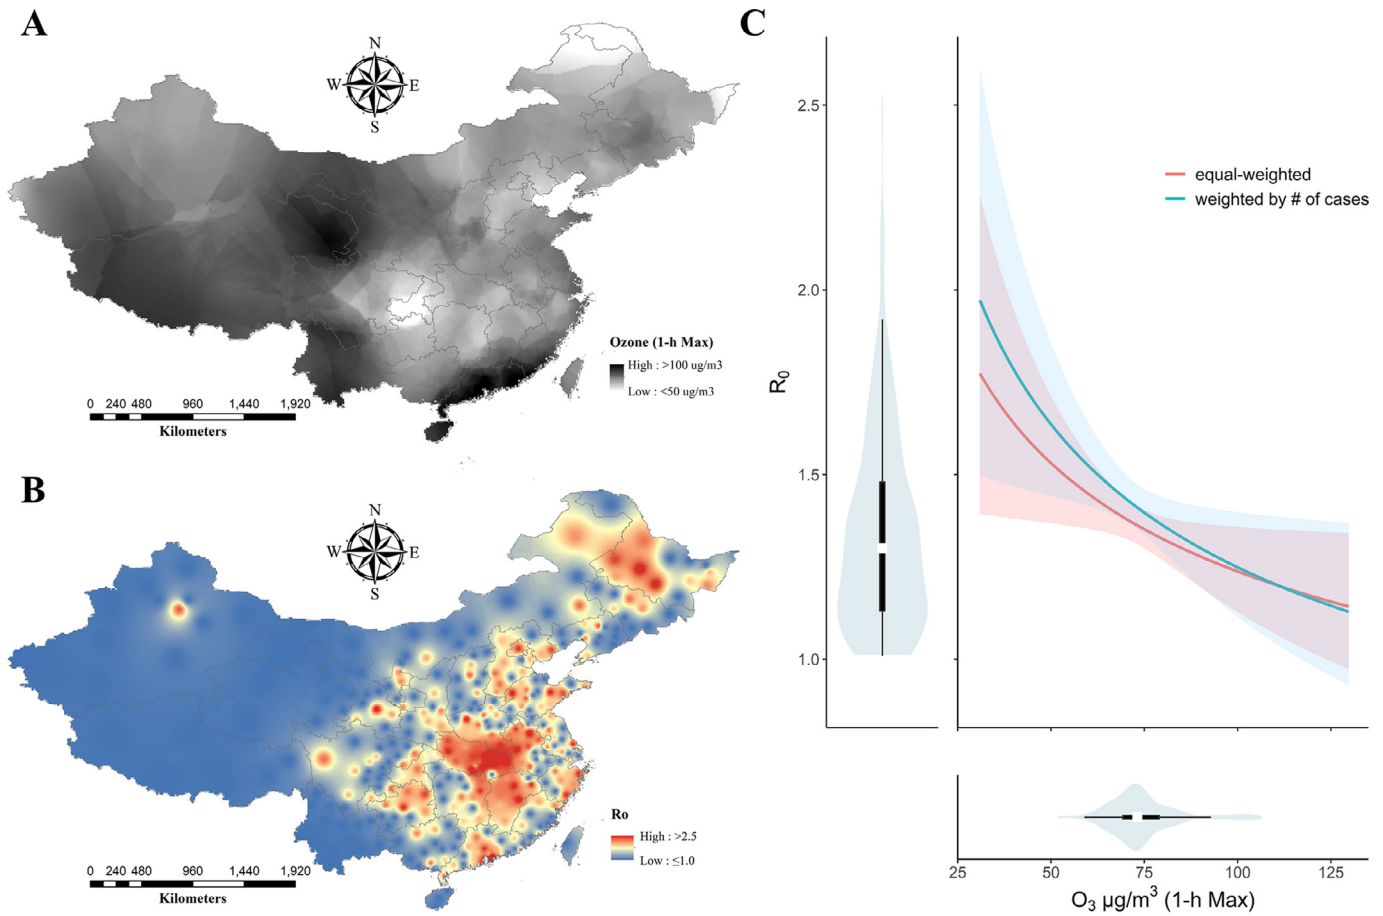 A
N
W E
S
Ozone (1-h Max)
High : >100 ug/m3
Low : <50 ug/m3
0 240 480 960 1,440 1,920
Kilometers
B
N
W E
S
Ro
High : >2.5
Low : ≤1.0
0 240 480 960 1,440 1,920
Kilometers
C
2.5
2.0
1.5
1.0
R₀
equal-weighted
weighted by # of cases
25 50 75 100 125
O₃ µg/m³ (1-h Max)